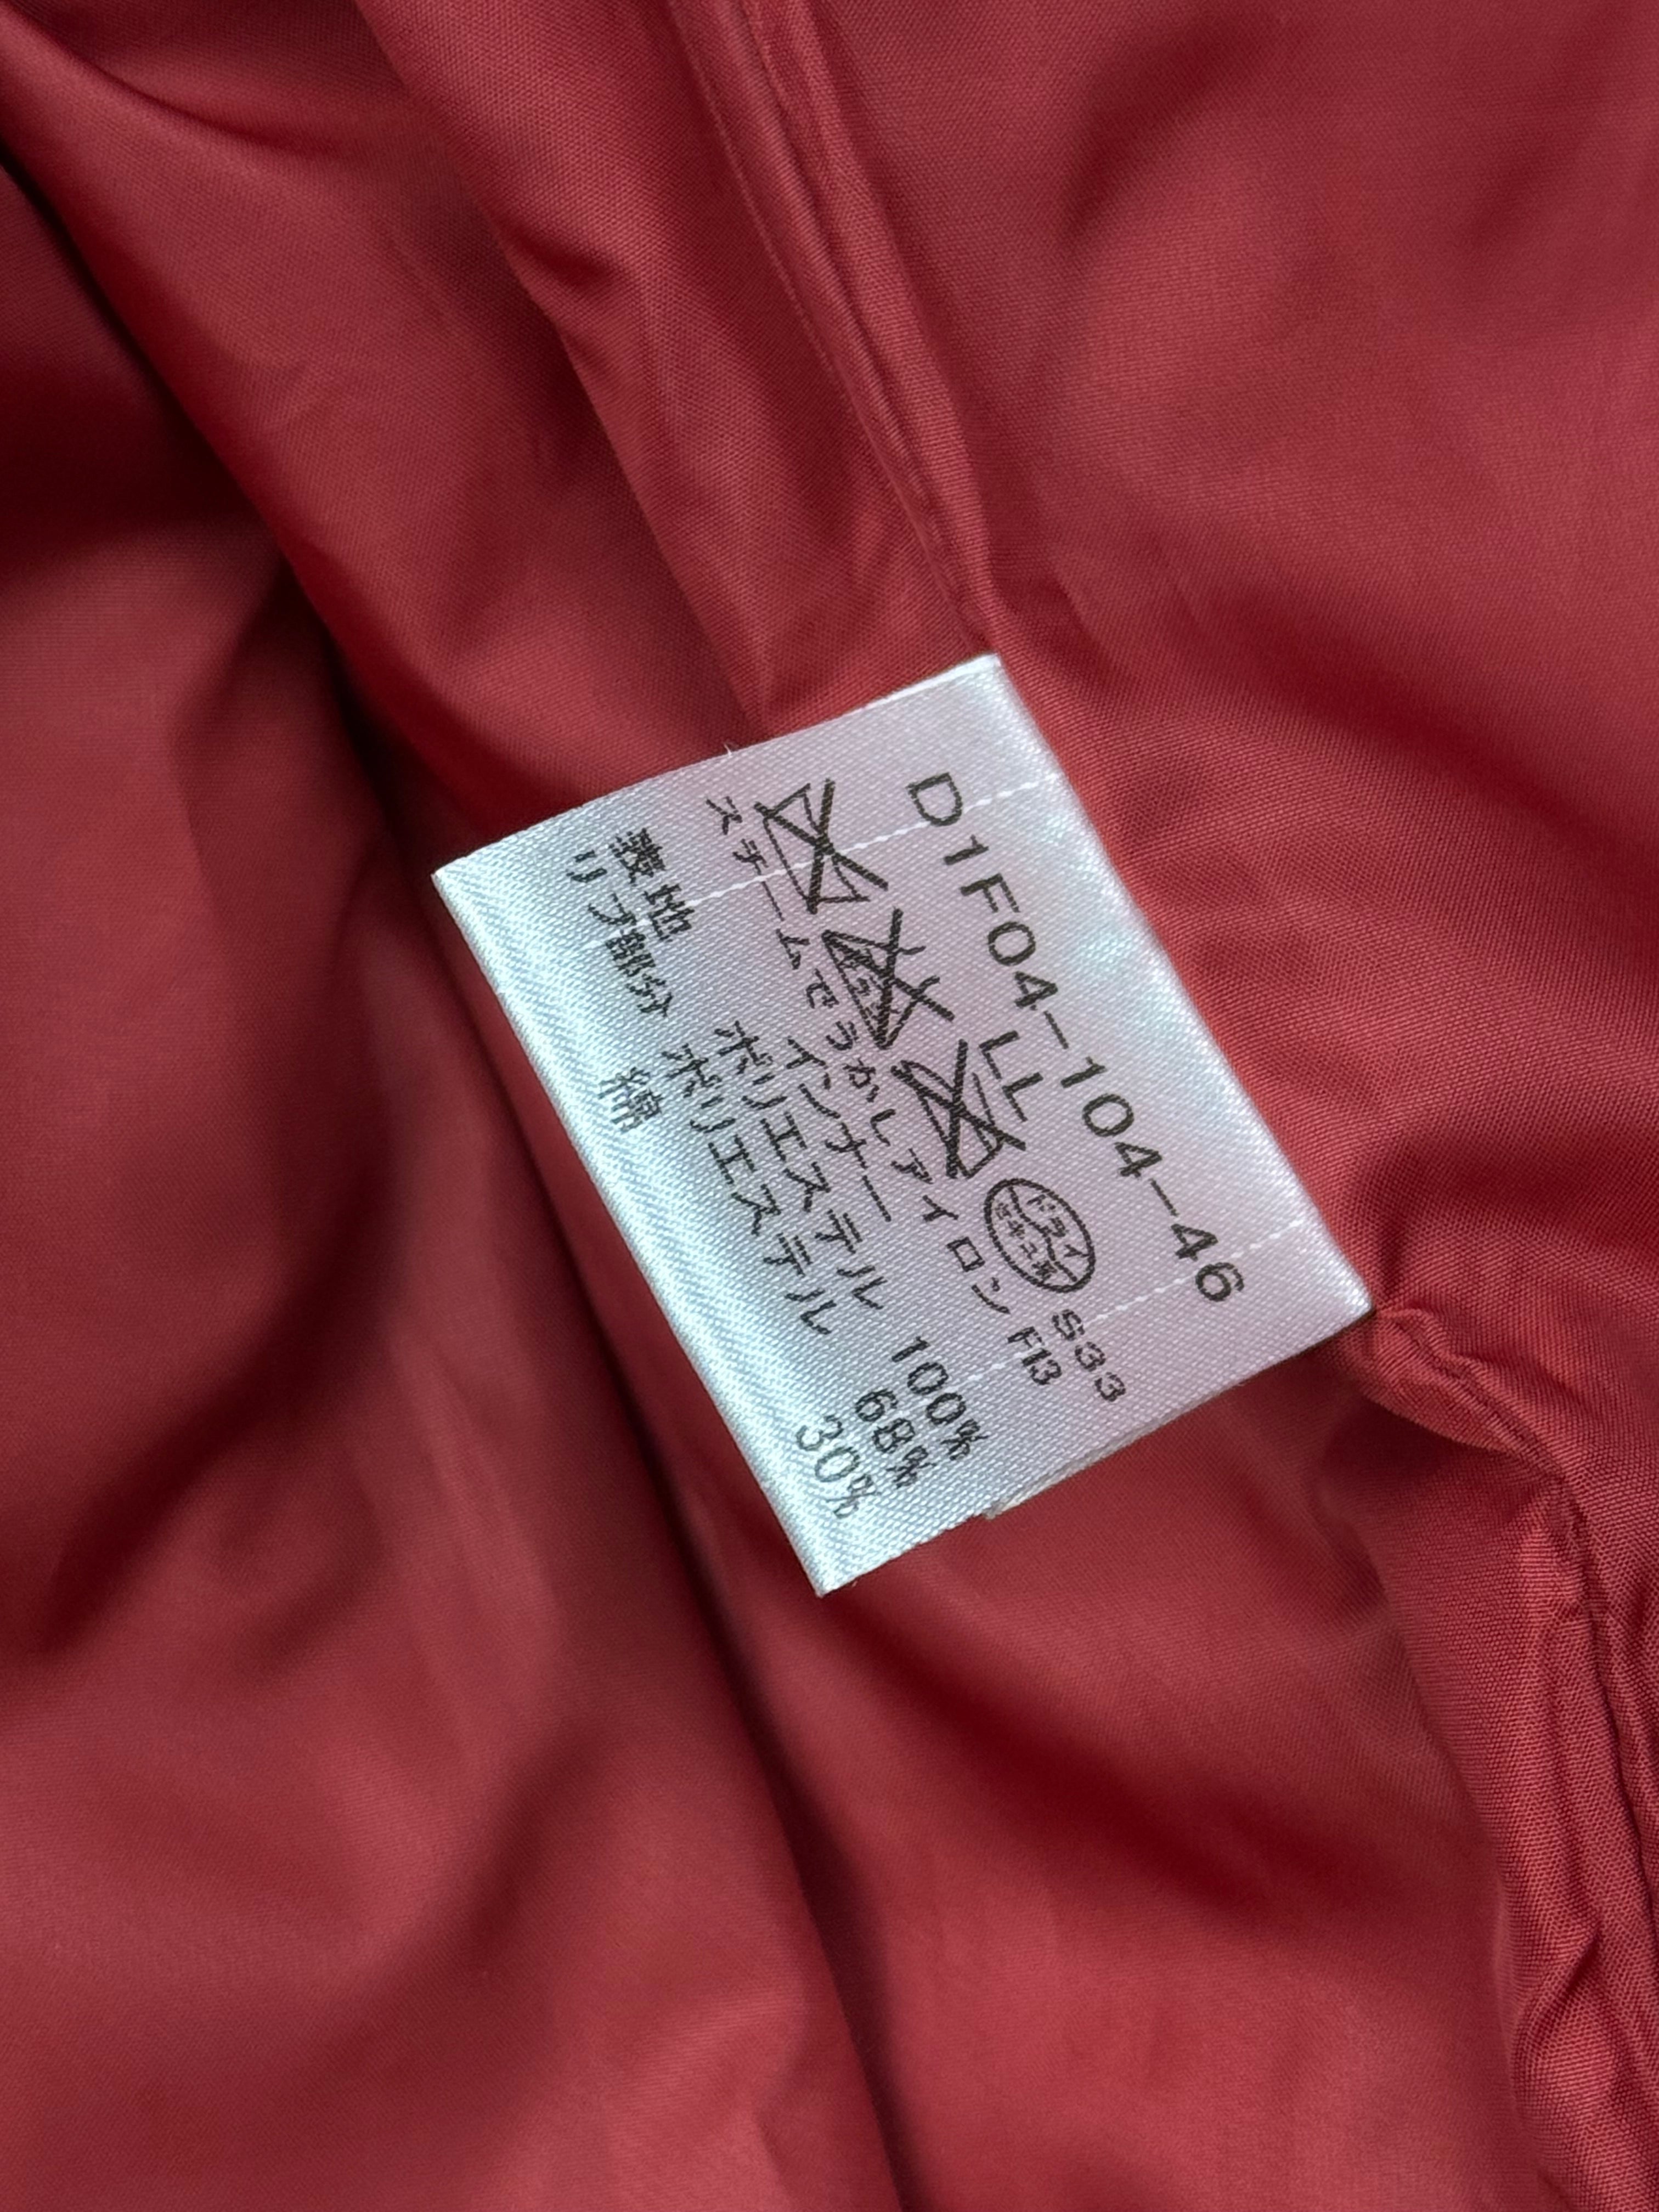 D1F04-104-46
LL
ドライ
セキユ系
S33
スチームでうかしアイロン F13
インナー
裏地 ポリエステル 100%
リブ部分 ポリエステル 68%
綿 30%